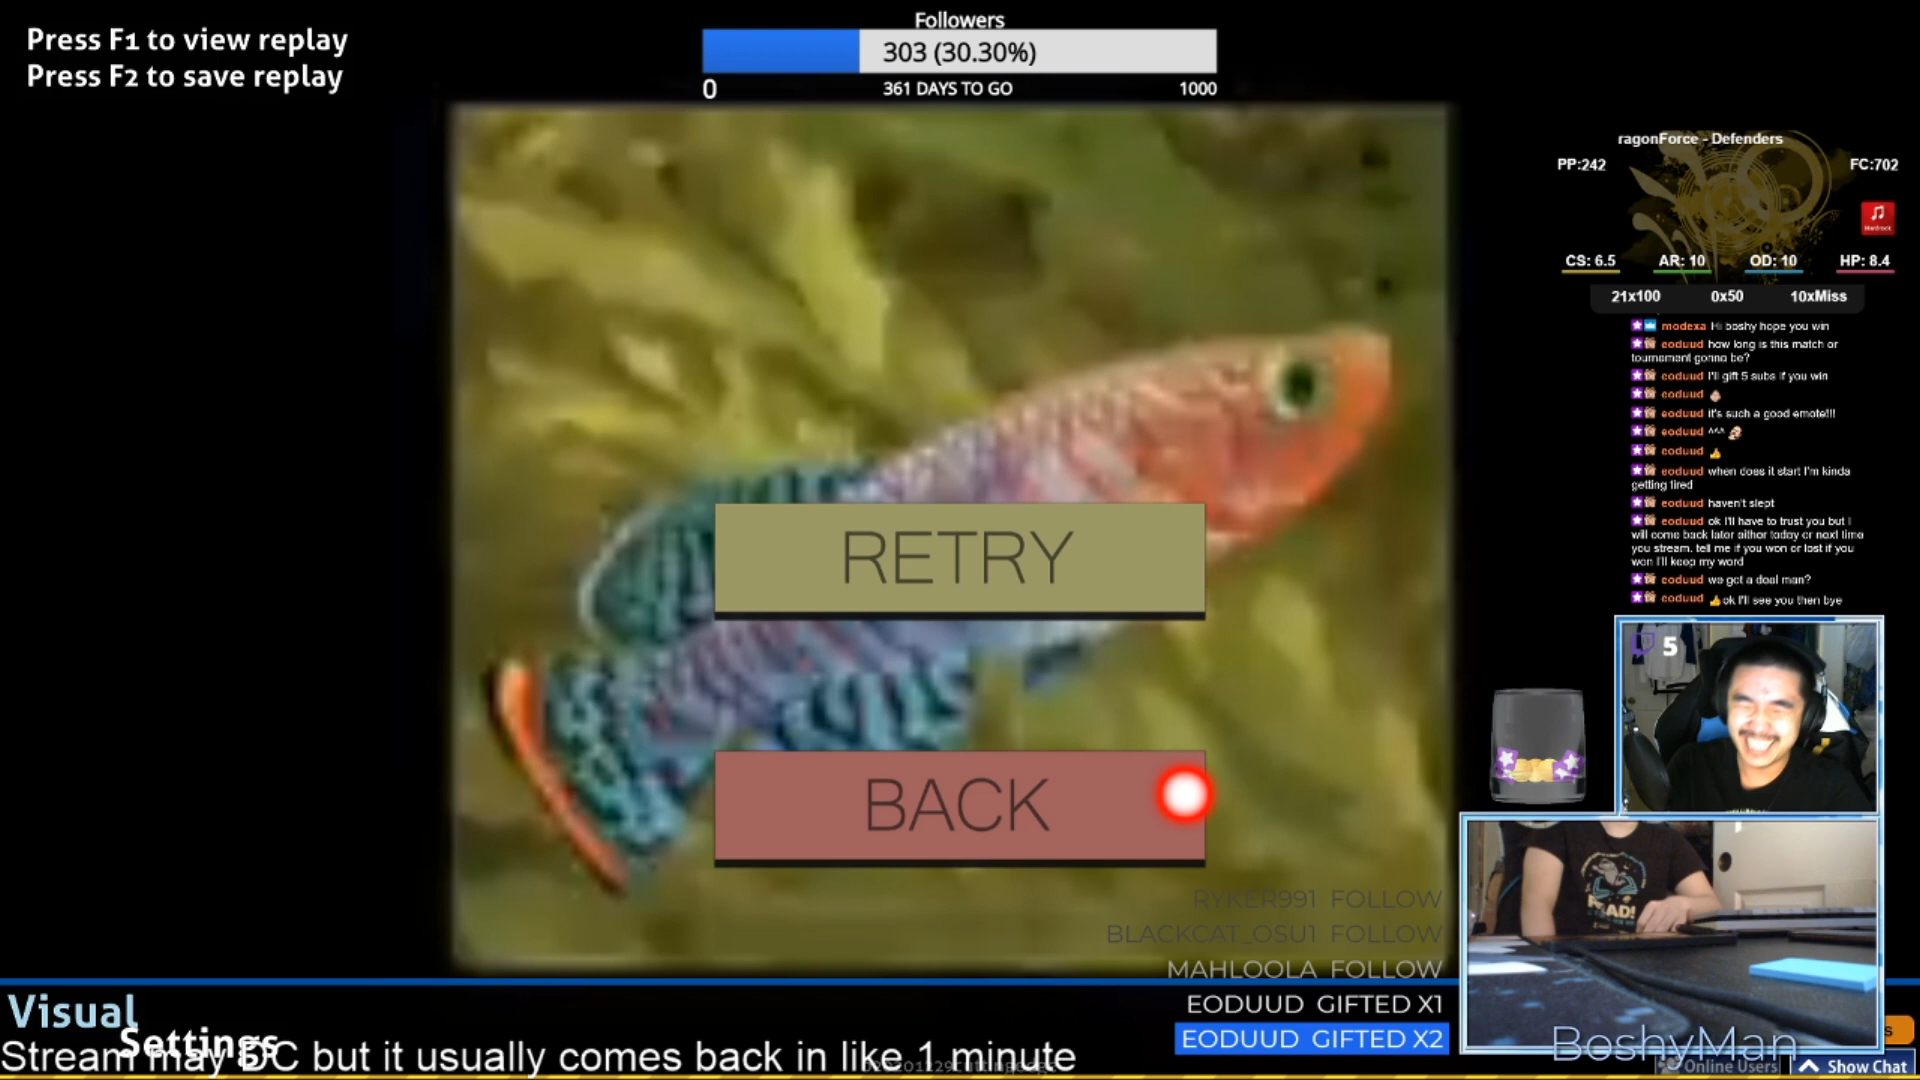 Press F1 to view replay
Press F2 to save replay
Followers
303 (30.30%)
0
361 DAYS TO GO
1000
ragonForce - Defenders
PP:242
FC:702
CS: 6.5
AR: 10
OD: 10
HP: 8.4
21x100
0x50
10xMiss
modexa Hi boshy hope you win
eoduud how long is this match or
tournament gonna be?
eoduud I'll gift 5 subs if you win
eoduud
eoduud it's such a good emote!!!
eoduud ^^^
eoduud 👍
eoduud when does it start I'm kinda
getting tired
eoduud haven't slept
eoduud ok I'll have to trust you but I
will come back later either today or next time
you stream. tell me if you won or lost if you
won I'll keep my word
eoduud we got a deal man?
eoduud 👍ok I'll see you then bye
5
RETRY
BACK
RYKER991 FOLLOW
BLACKCAT_OSU1 FOLLOW
MAHLOOLA FOLLOW
EODUUD GIFTED X1
EODUUD GIFTED X2
Visual
Settings
Stream may DC but it usually comes back in like 1 minute
BoshyMan
Online Users
Show Chat